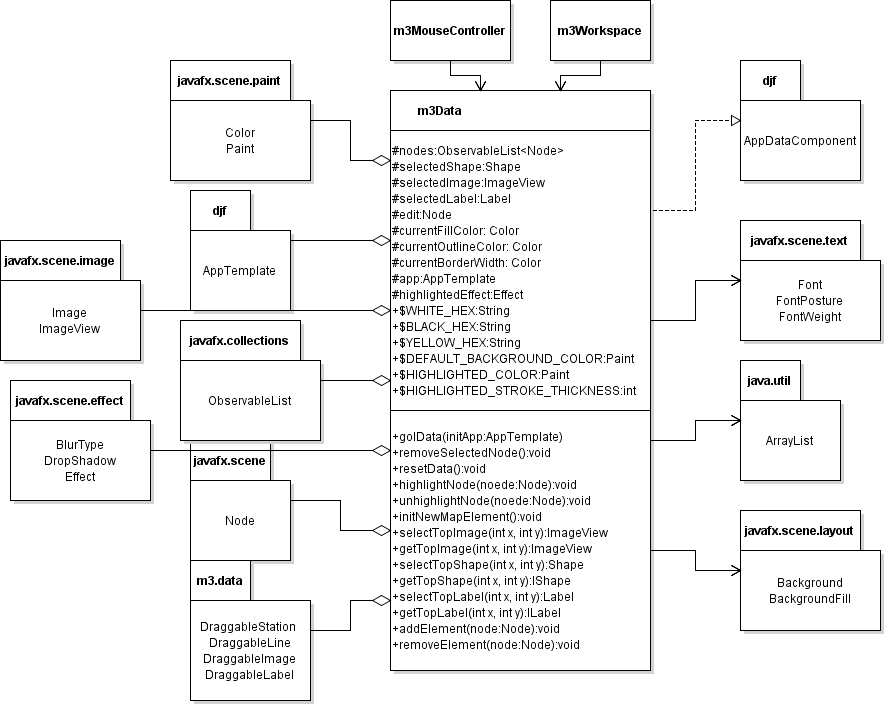 m3MouseController
m3Workspace
javafx.scene.paint
Color
Paint
djf
AppTemplate
javafx.scene.image
Image
ImageView
javafx.collections
ObservableList
javafx.scene.effect
BlurType
DropShadow
Effect
javafx.scene
Node
m3.data
DraggableStation
DraggableLine
DraggableImage
DraggableLabel
m3Data
#nodes:ObservableList<Node>
#selectedShape:Shape
#selectedImage:ImageView
#selectedLabel:Label
#edit:Node
#currentFillColor: Color
#currentOutlineColor: Color
#currentBorderWidth: Color
#app:AppTemplate
#highlightedEffect:Effect
+$WHITE_HEX:String
+$BLACK_HEX:String
+$YELLOW_HEX:String
+$DEFAULT_BACKGROUND_COLOR:Paint
+$HIGHLIGHTED_COLOR:Paint
+$HIGHLIGHTED_STROKE_THICKNESS:int
+golData(initApp:AppTemplate)
+removeSelectedNode():void
+resetData():void
+highlightNode(noede:Node):void
+unhighlightNode(noede:Node):void
+initNewMapElement():void
+selectTopImage(int x, int y):ImageView
+getTopImage(int x, int y):ImageView
+selectTopShape(int x, int y):Shape
+getTopShape(int x, int y):IShape
+selectTopLabel(int x, int y):Label
+getTopLabel(int x, int y):ILabel
+addElement(node:Node):void
+removeElement(node:Node):void
djf
AppDataComponent
javafx.scene.text
Font
FontPosture
FontWeight
java.util
ArrayList
javafx.scene.layout
Background
BackgroundFill